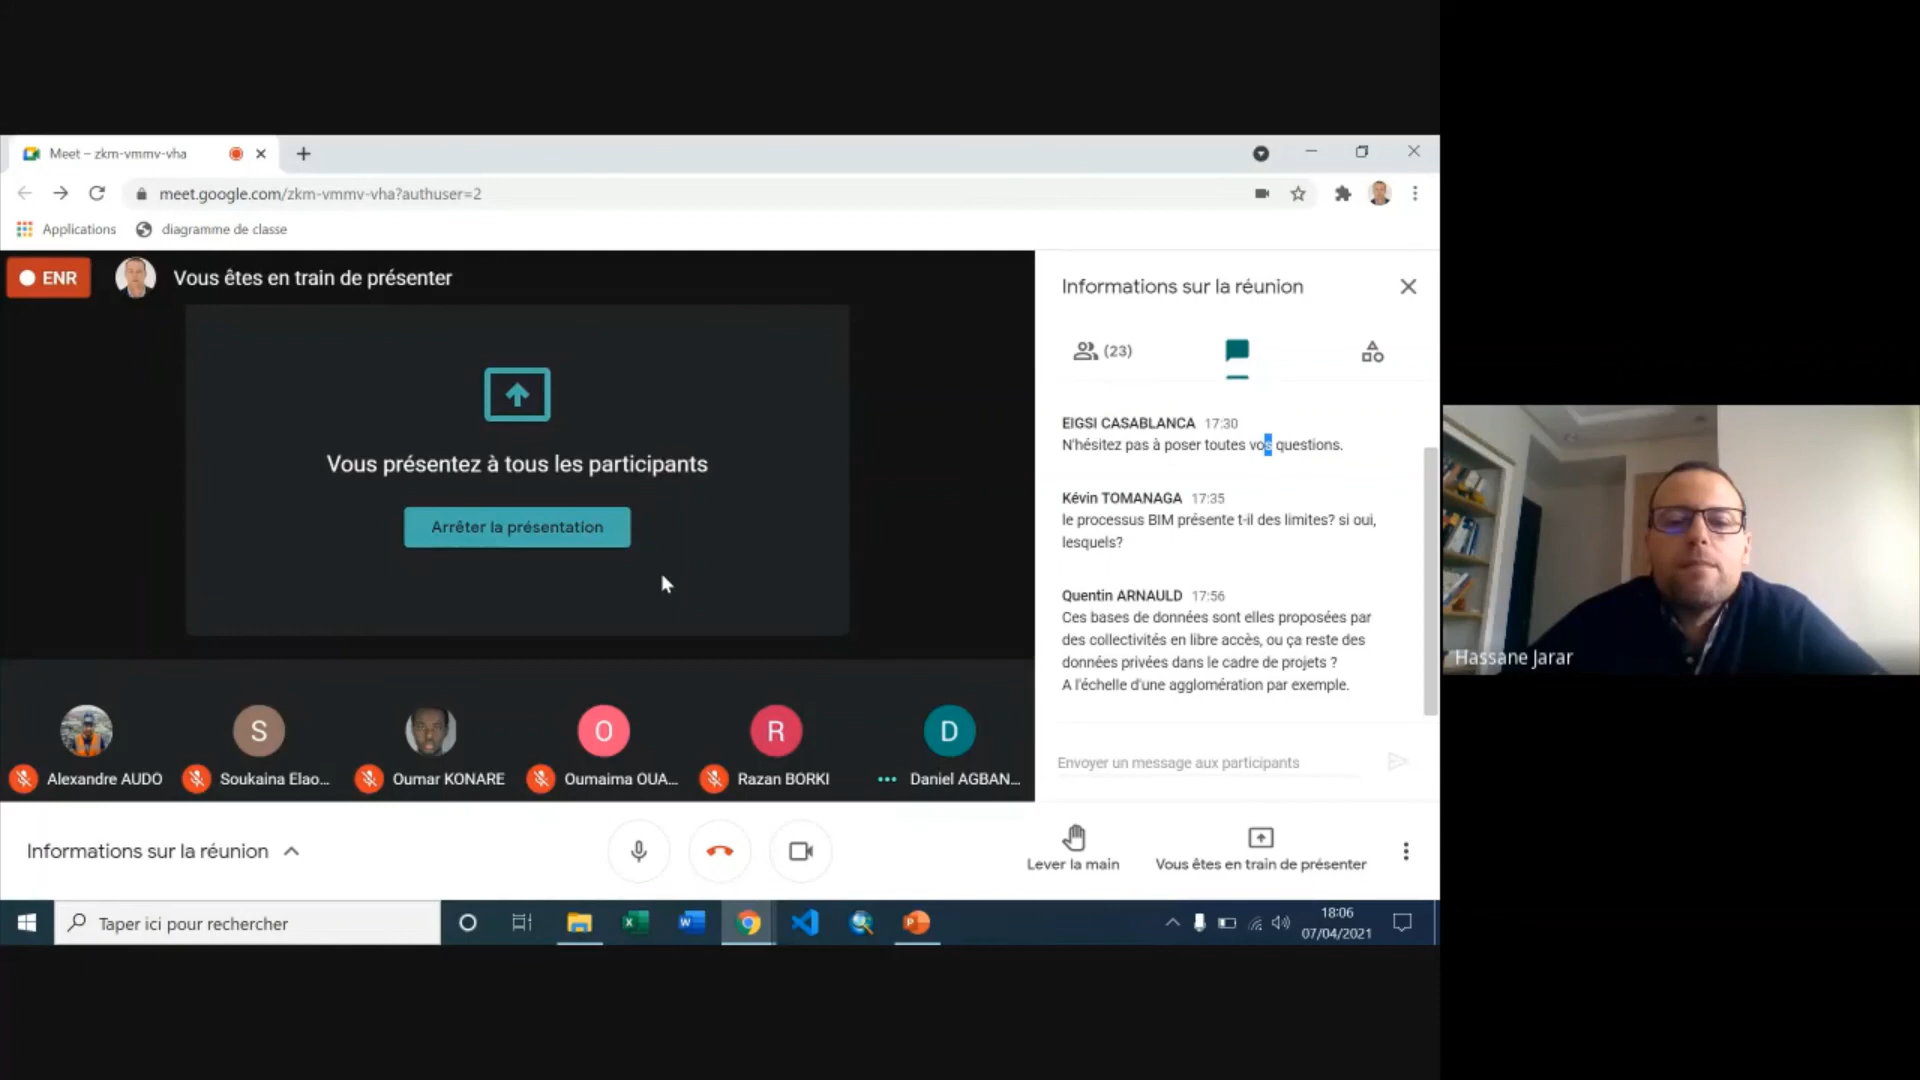 Meet – zkm-vmmv-vha
meet.google.com/zkm-vmmv-vha?authuser=2
Applications
diagramme de classe
ENR
Vous êtes en train de présenter
Vous présentez à tous les participants
Arrêter la présentation
Informations sur la réunion
(23)
EIGSI CASABLANCA 17:30
N'hésitez pas à poser toutes vos questions.
Kévin TOMANAGA 17:35
le processus BIM présente t-il des limites? si oui,
lesquels?
Quentin ARNAULD 17:56
Ces bases de données sont elles proposées par
des collectivités en libre accès, ou ça reste des
données privées dans le cadre de projets ?
A l'échelle d'une agglomération par exemple.
Envoyer un message aux participants
S
O
R
D
Alexandre AUDO
Soukaina Elao...
Oumar KONARE
Oumaima OUA...
Razan BORKI
Daniel AGBAN...
Informations sur la réunion
Lever la main
Vous êtes en train de présenter
Taper ici pour rechercher
18:06
07/04/2021
Hassane Jarar